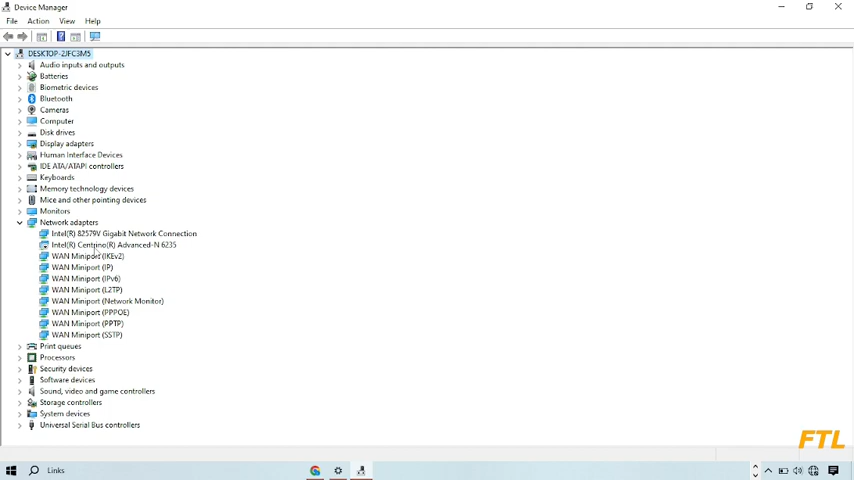 Device Manager
File Action View Help
DESKTOP-2JFC3M5
Audio inputs and outputs
Batteries
Biometric devices
Bluetooth
Cameras
Computer
Disk drives
Display adapters
Human Interface Devices
IDE ATA/ATAPI controllers
Keyboards
Memory technology devices
Mice and other pointing devices
Monitors
Network adapters
Intel(R) 82579V Gigabit Network Connection
Intel(R) Centrino(R) Advanced-N 6235
WAN Miniport (IKEv2)
WAN Miniport (IP)
WAN Miniport (IPv6)
WAN Miniport (L2TP)
WAN Miniport (Network Monitor)
WAN Miniport (PPPOE)
WAN Miniport (PPTP)
WAN Miniport (SSTP)
Print queues
Processors
Security devices
Software devices
Sound, video and game controllers
Storage controllers
System devices
Universal Serial Bus controllers
FTL
Links